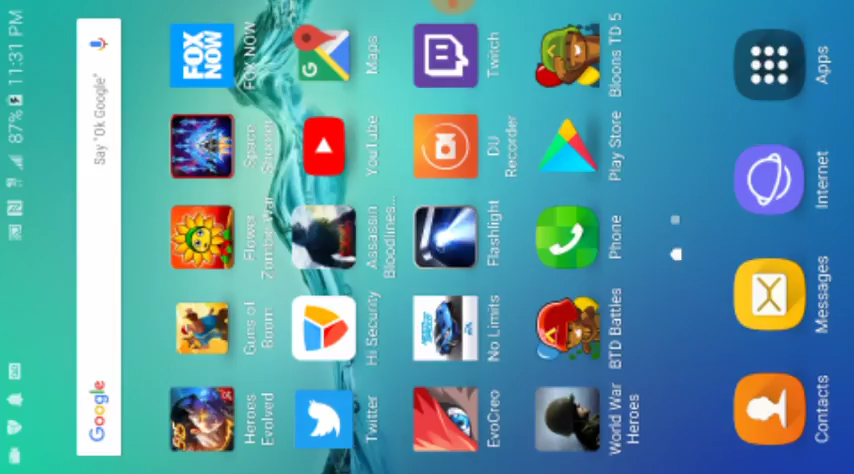 87% 11:31 PM
Google Say "Ok Google"
FOX
NOW
Heroes
Evolved
Guns of
Boom
Flower
Zombie War
Space
Shooter
FOX NOW
G
Twitter
Hi Security
Assassin
Bloodlines...
YouTube
Maps
EvoCreo
No Limits
Flashlight
DU
Recorder
Twitch
World War
Heroes
BTD Battles
Phone
Play Store
Bloons TD 5
Contacts
Messages
Internet
Apps